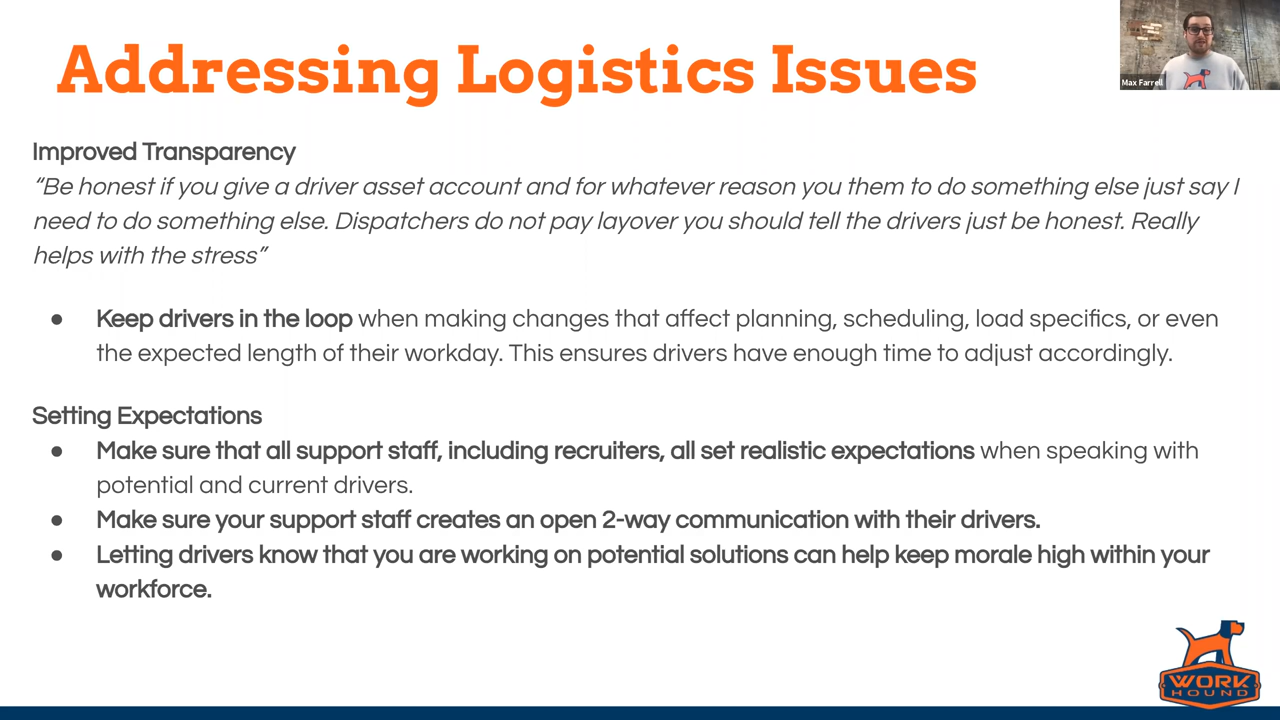 Addressing Logistics Issues
Max Farrell
Improved Transparency
“Be honest if you give a driver asset account and for whatever reason you them to do something else just say I
need to do something else. Dispatchers do not pay layover you should tell the drivers just be honest. Really
helps with the stress”
● Keep drivers in the loop when making changes that affect planning, scheduling, load specifics, or even
the expected length of their workday. This ensures drivers have enough time to adjust accordingly.
Setting Expectations
● Make sure that all support staff, including recruiters, all set realistic expectations when speaking with
potential and current drivers.
● Make sure your support staff creates an open 2-way communication with their drivers.
● Letting drivers know that you are working on potential solutions can help keep morale high within your
workforce.
WORK
HOUND